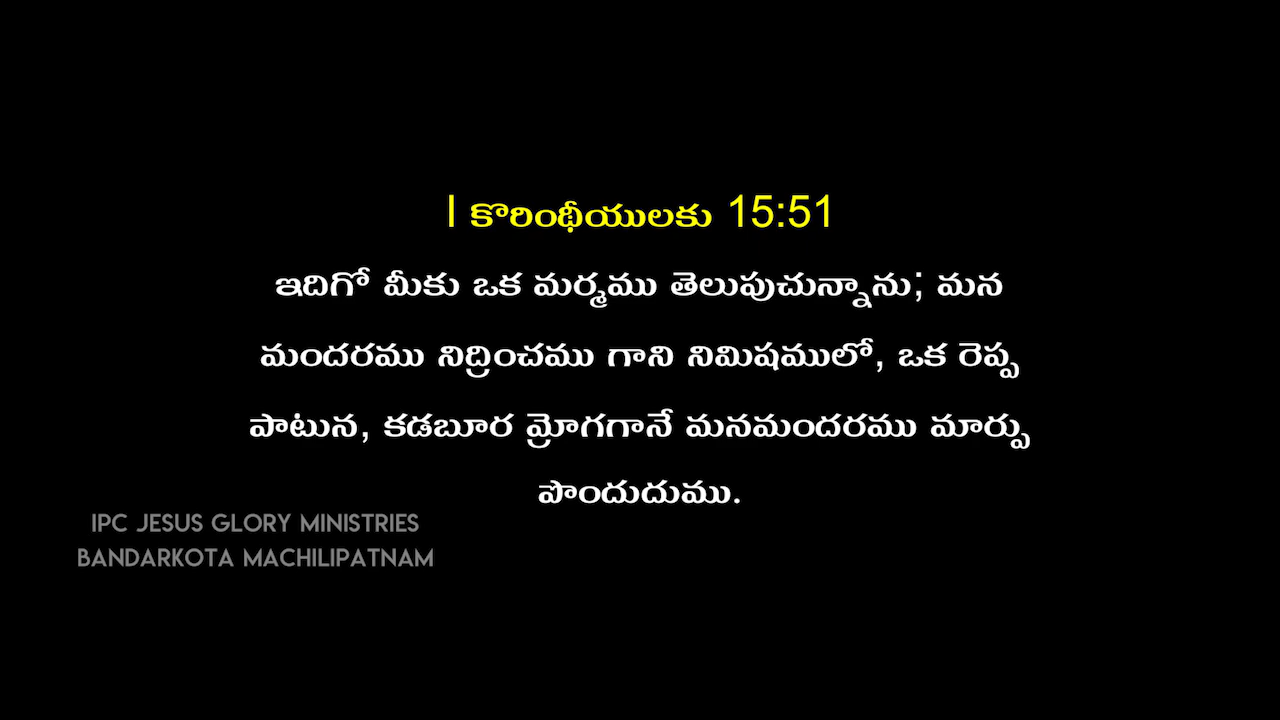 I కొరింథీయులకు 15:51
ఇదిగో మీకు ఒక మర్మము తెలుపుచున్నాను; మన
మందరము నిద్రించము గాని నిమిషములో, ఒక రెప్ప
పాటున, కడబూర మ్రోగగానే మనమందరము మార్పు
పొందుదుము.
IPC JESUS GLORY MINISTRIES
BANDARKOTA MACHILIPATNAM